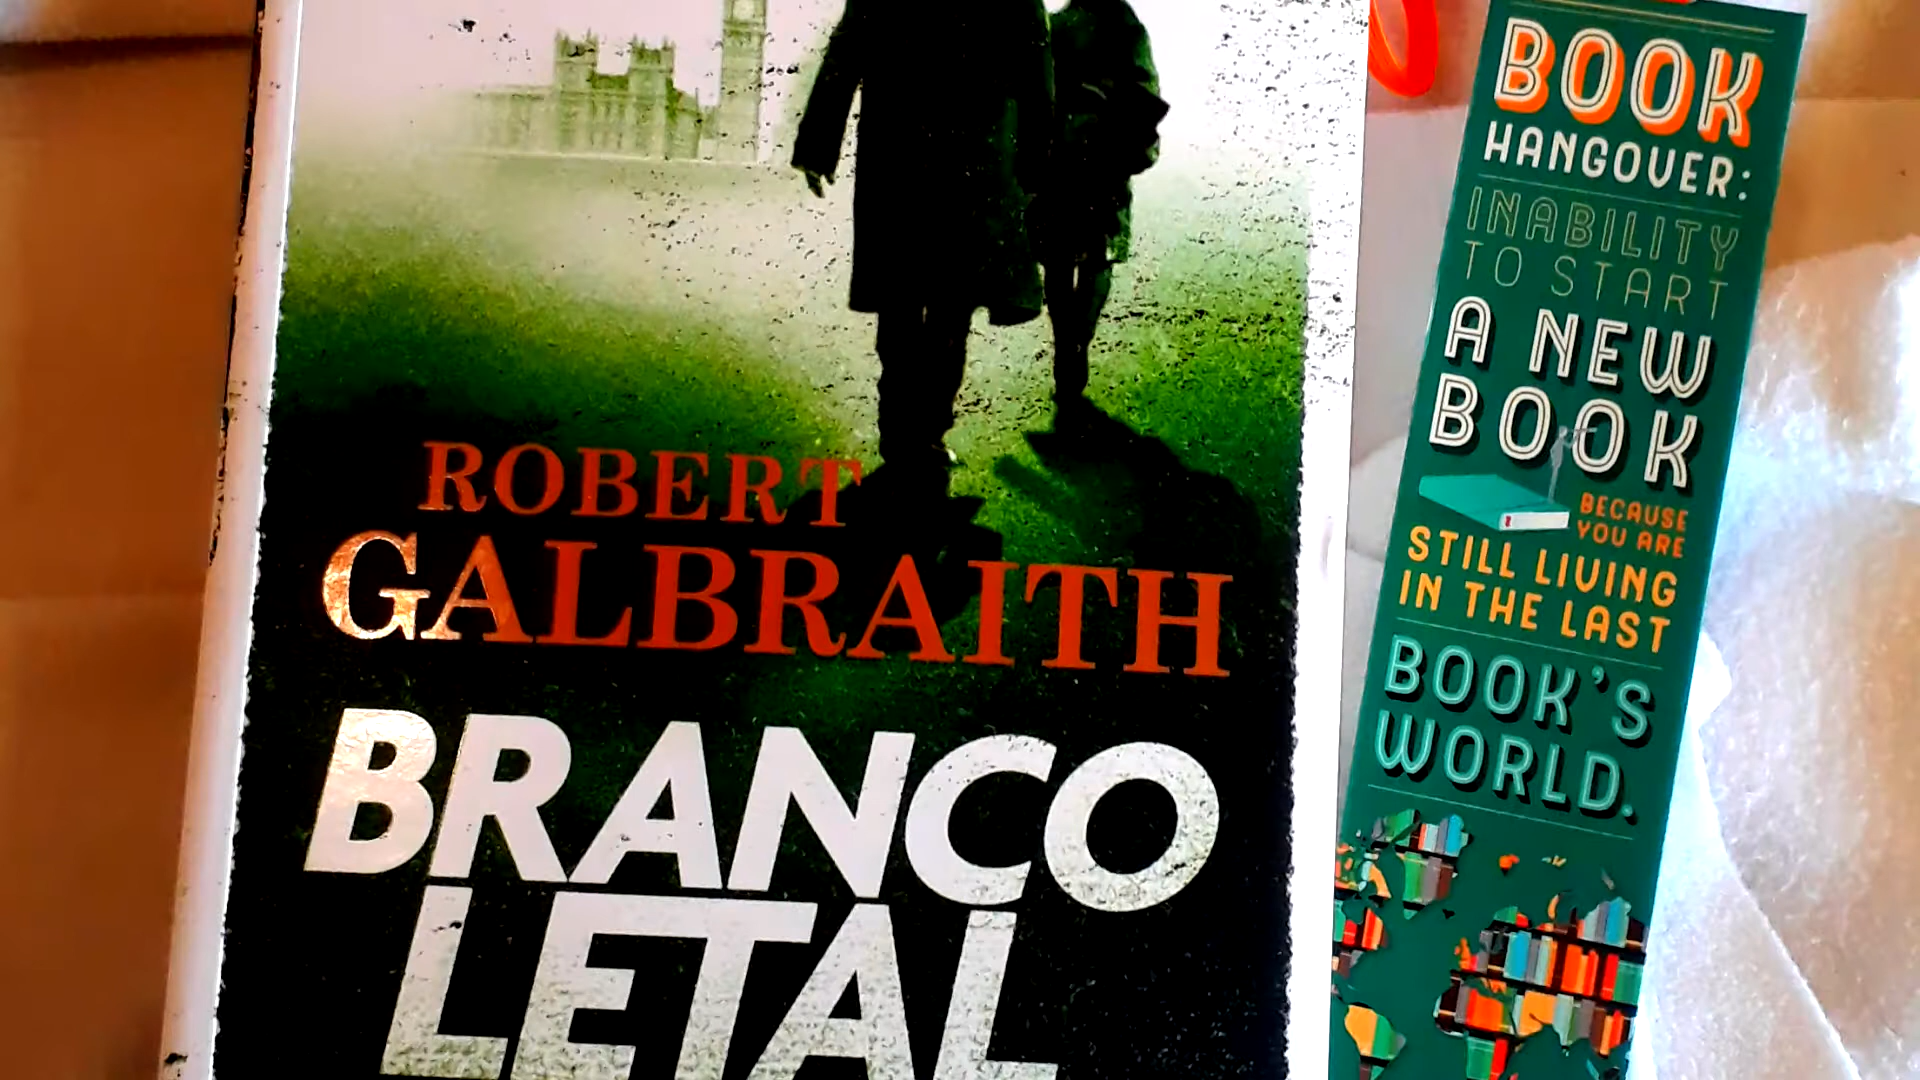 ROBERT
GALBRAITH
BRANCO
LETAL
BOOK
HANGOVER:
INABILITY
TO START
A NEW
BOOK
BECAUSE
YOU ARE
STILL LIVING
IN THE LAST
BOOK'S
WORLD.